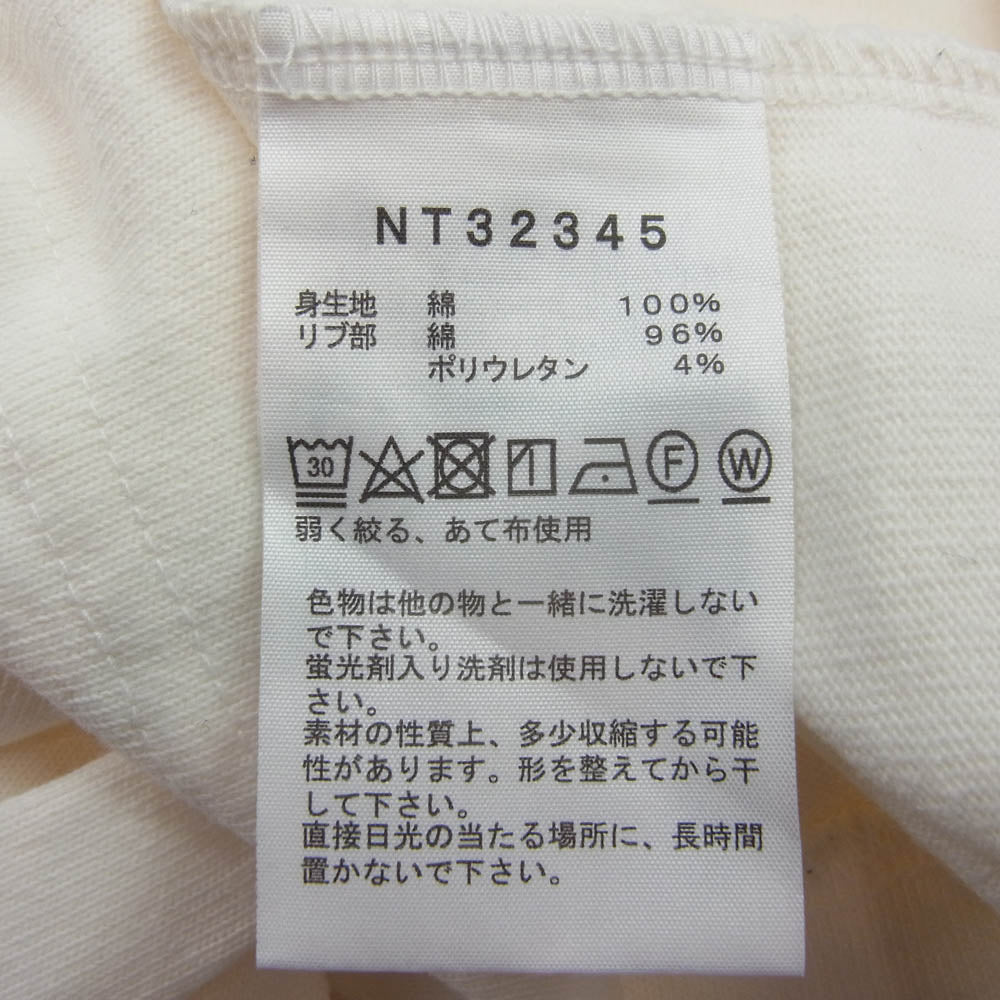 NT32345
身生地 綿 100%
リブ部 綿 96%
ポリウレタン 4%
30 F W
弱く絞る、あて布使用
色物は他の物と一緒に洗濯しない
で下さい。
蛍光剤入り洗剤は使用しないで下
さい。
素材の性質上、多少収縮する可能
性があります。形を整えてから干
して下さい。
直接日光の当たる場所に、長時間
置かないで下さい。